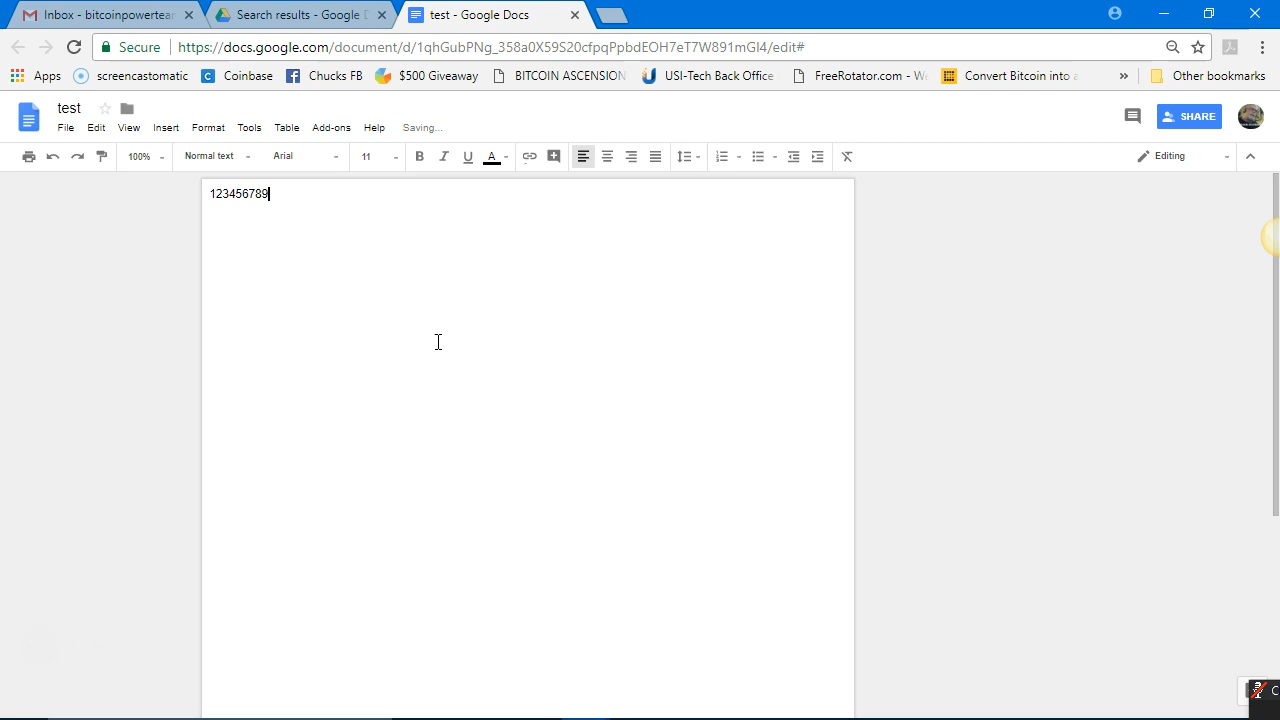 Inbox - bitcoinpowertear
Search results - Google D
test - Google Docs
Secure
https://docs.google.com/document/d/1qhGubPNg_358a0X59S20cfpqPpbdEOH7eT7W891mGl4/edit#
Apps
screencastomatic
Coinbase
Chucks FB
$500 Giveaway
BITCOIN ASCENSION
USI-Tech Back Office
FreeRotator.com - We
Convert Bitcoin into a
»
Other bookmarks
test
File Edit View Insert Format Tools Table Add-ons Help Saving...
SHARE
100% Normal text Arial 11 B I U A Editing
123456789
C